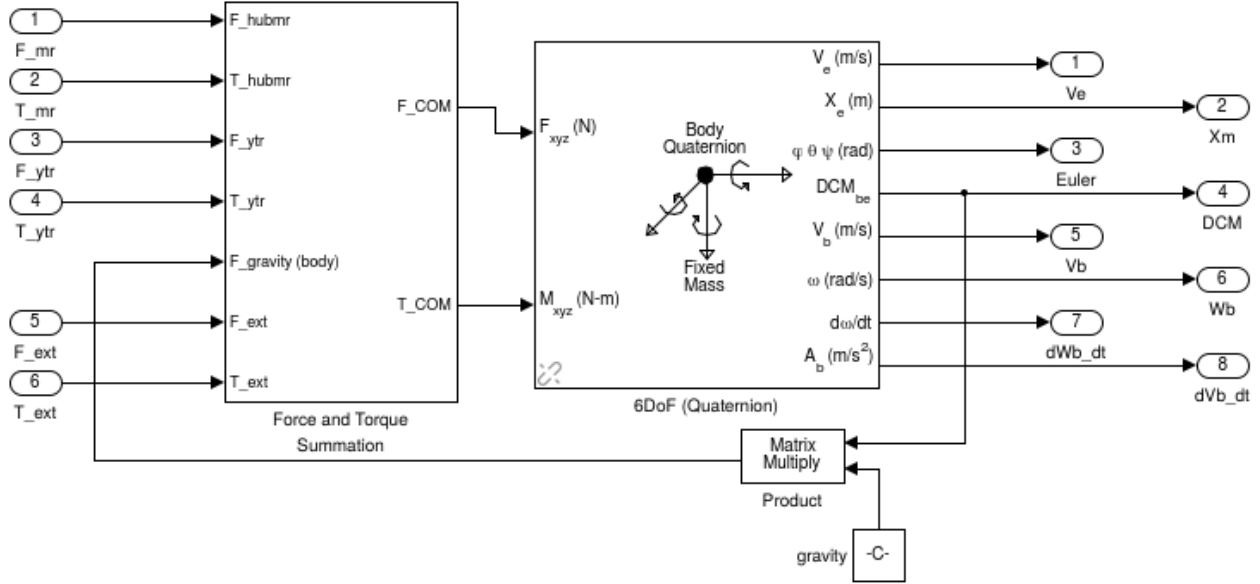 1
F_mr
2
T_mr
3
F_ytr
4
T_ytr
5
F_ext
6
T_ext
F_hubmr
T_hubmr
F_ytr
T_ytr
F_gravity (body)
F_ext
T_ext
F_COM
T_COM
Force and Torque
Summation
F_xyz (N)
M_xyz (N-m)
Body
Quaternion
Fixed
Mass
V_e (m/s)
X_e (m)
φ θ ψ (rad)
DCM_be
V_b (m/s)
ω (rad/s)
dω/dt
A_b (m/s²)
6DoF (Quaternion)
1
Ve
2
Xm
3
Euler
4
DCM
5
Vb
6
Wb
7
dWb_dt
8
dVb_dt
Matrix
Multiply
Product
gravity
-C-